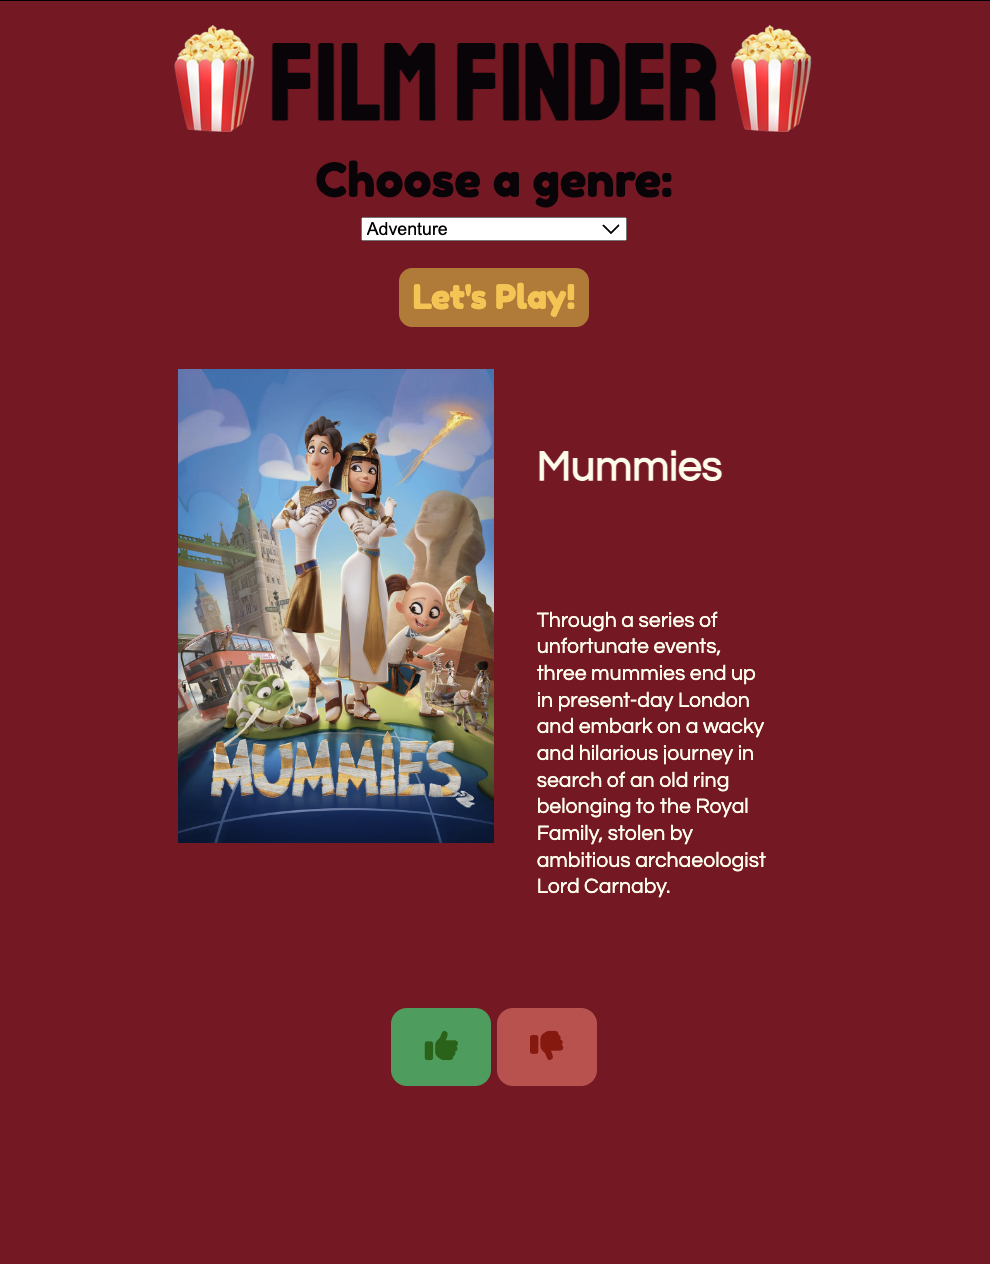 FILM FINDER
Choose a genre:
Adventure
Let's Play!
Mummies
MUMMIES
Through a series of
unfortunate events,
three mummies end up
in present-day London
and embark on a wacky
and hilarious journey in
search of an old ring
belonging to the Royal
Family, stolen by
ambitious archaeologist
Lord Carnaby.